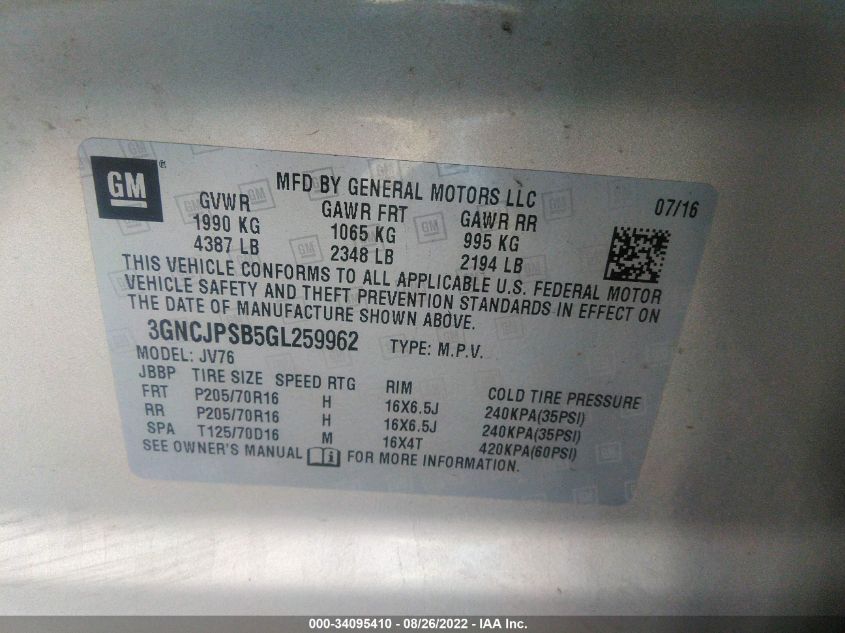 GM ®
MFD BY GENERAL MOTORS LLC
07/16
GVWR GAWR FRT GAWR RR
1990 KG 1065 KG 995 KG
4387 LB 2348 LB 2194 LB
THIS VEHICLE CONFORMS TO ALL APPLICABLE U.S. FEDERAL MOTOR
VEHICLE SAFETY AND THEFT PREVENTION STANDARDS IN EFFECT ON
THE DATE OF MANUFACTURE SHOWN ABOVE.
3GNCJPSB5GL259962 TYPE: M.P.V.
MODEL: JV76
JBBP TIRE SIZE SPEED RTG RIM COLD TIRE PRESSURE
FRT P205/70R16 H 16X6.5J 240KPA(35PSI)
RR P205/70R16 H 16X6.5J 240KPA(35PSI)
SPA T125/70D16 M 16X4T 420KPA(60PSI)
SEE OWNER'S MANUAL i FOR MORE INFORMATION.
000-34095410 - 08/26/2022 - IAA Inc.